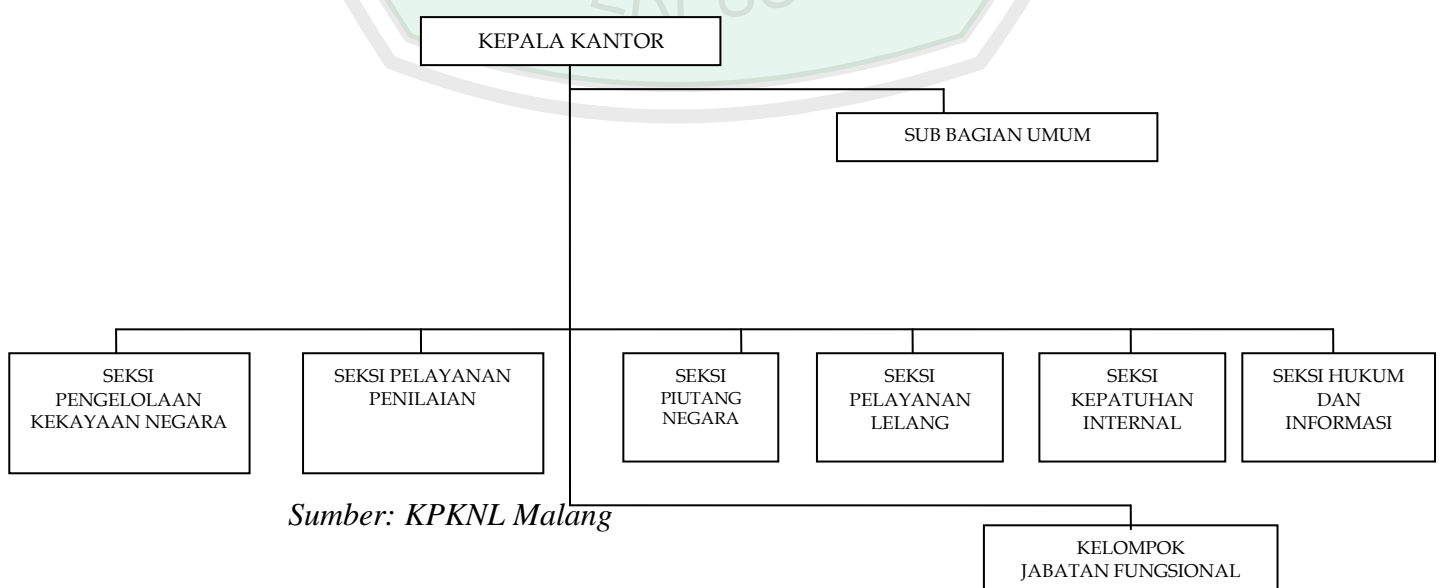 KEPALA KANTOR
SUB BAGIAN UMUM
SEKSI
PENGELOLAAN
KEKAYAAN NEGARA
SEKSI PELAYANAN
PENILAIAN
SEKSI
PIUTANG
NEGARA
SEKSI
PELAYANAN
LELANG
SEKSI
KEPATUHAN
INTERNAL
SEKSI HUKUM
DAN
INFORMASI
Sumber: KPKNL Malang
KELOMPOK
JABATAN FUNGSIONAL